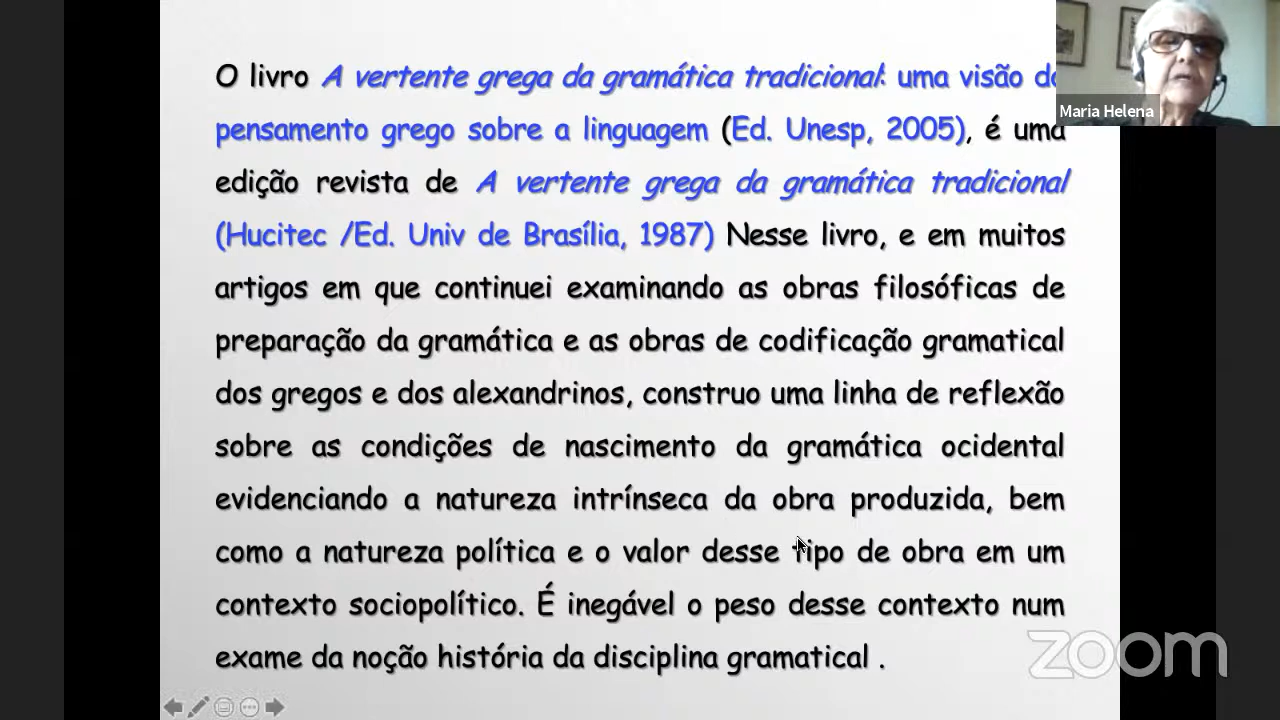 O livro A vertente grega da gramática tradicional: uma visão do
pensamento grego sobre a linguagem (Ed. Unesp, 2005), é uma
edição revista de A vertente grega da gramática tradicional
(Hucitec /Ed. Univ de Brasília, 1987) Nesse livro, e em muitos
artigos em que continuei examinando as obras filosóficas de
preparação da gramática e as obras de codificação gramatical
dos gregos e dos alexandrinos, construo uma linha de reflexão
sobre as condições de nascimento da gramática ocidental
evidenciando a natureza intrínseca da obra produzida, bem
como a natureza política e o valor desse tipo de obra em um
contexto sociopolítico. É inegável o peso desse contexto num
exame da noção história da disciplina gramatical .
Maria Helena
zoom